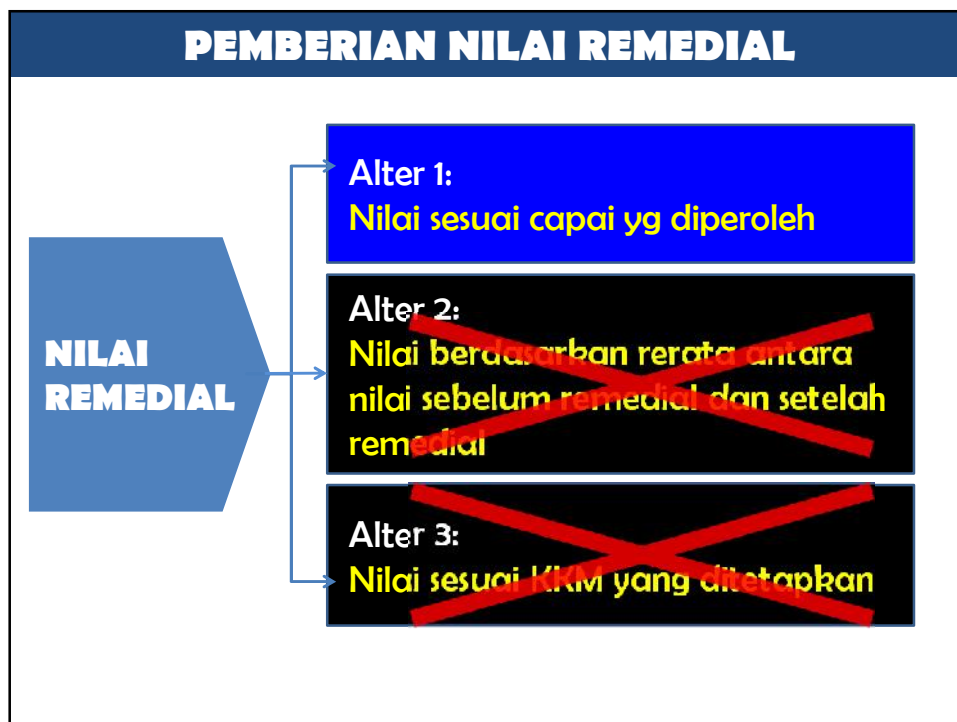 PEMBERIAN NILAI REMEDIAL
NILAI
REMEDIAL
Alter 1:
Nilai sesuai capai yg diperoleh
Alter 2:
Nilai berdasarkan rerata antara
nilai sebelum remedial dan setelah
remedial
Alter 3:
Nilai sesuai KKM yang ditetapkan